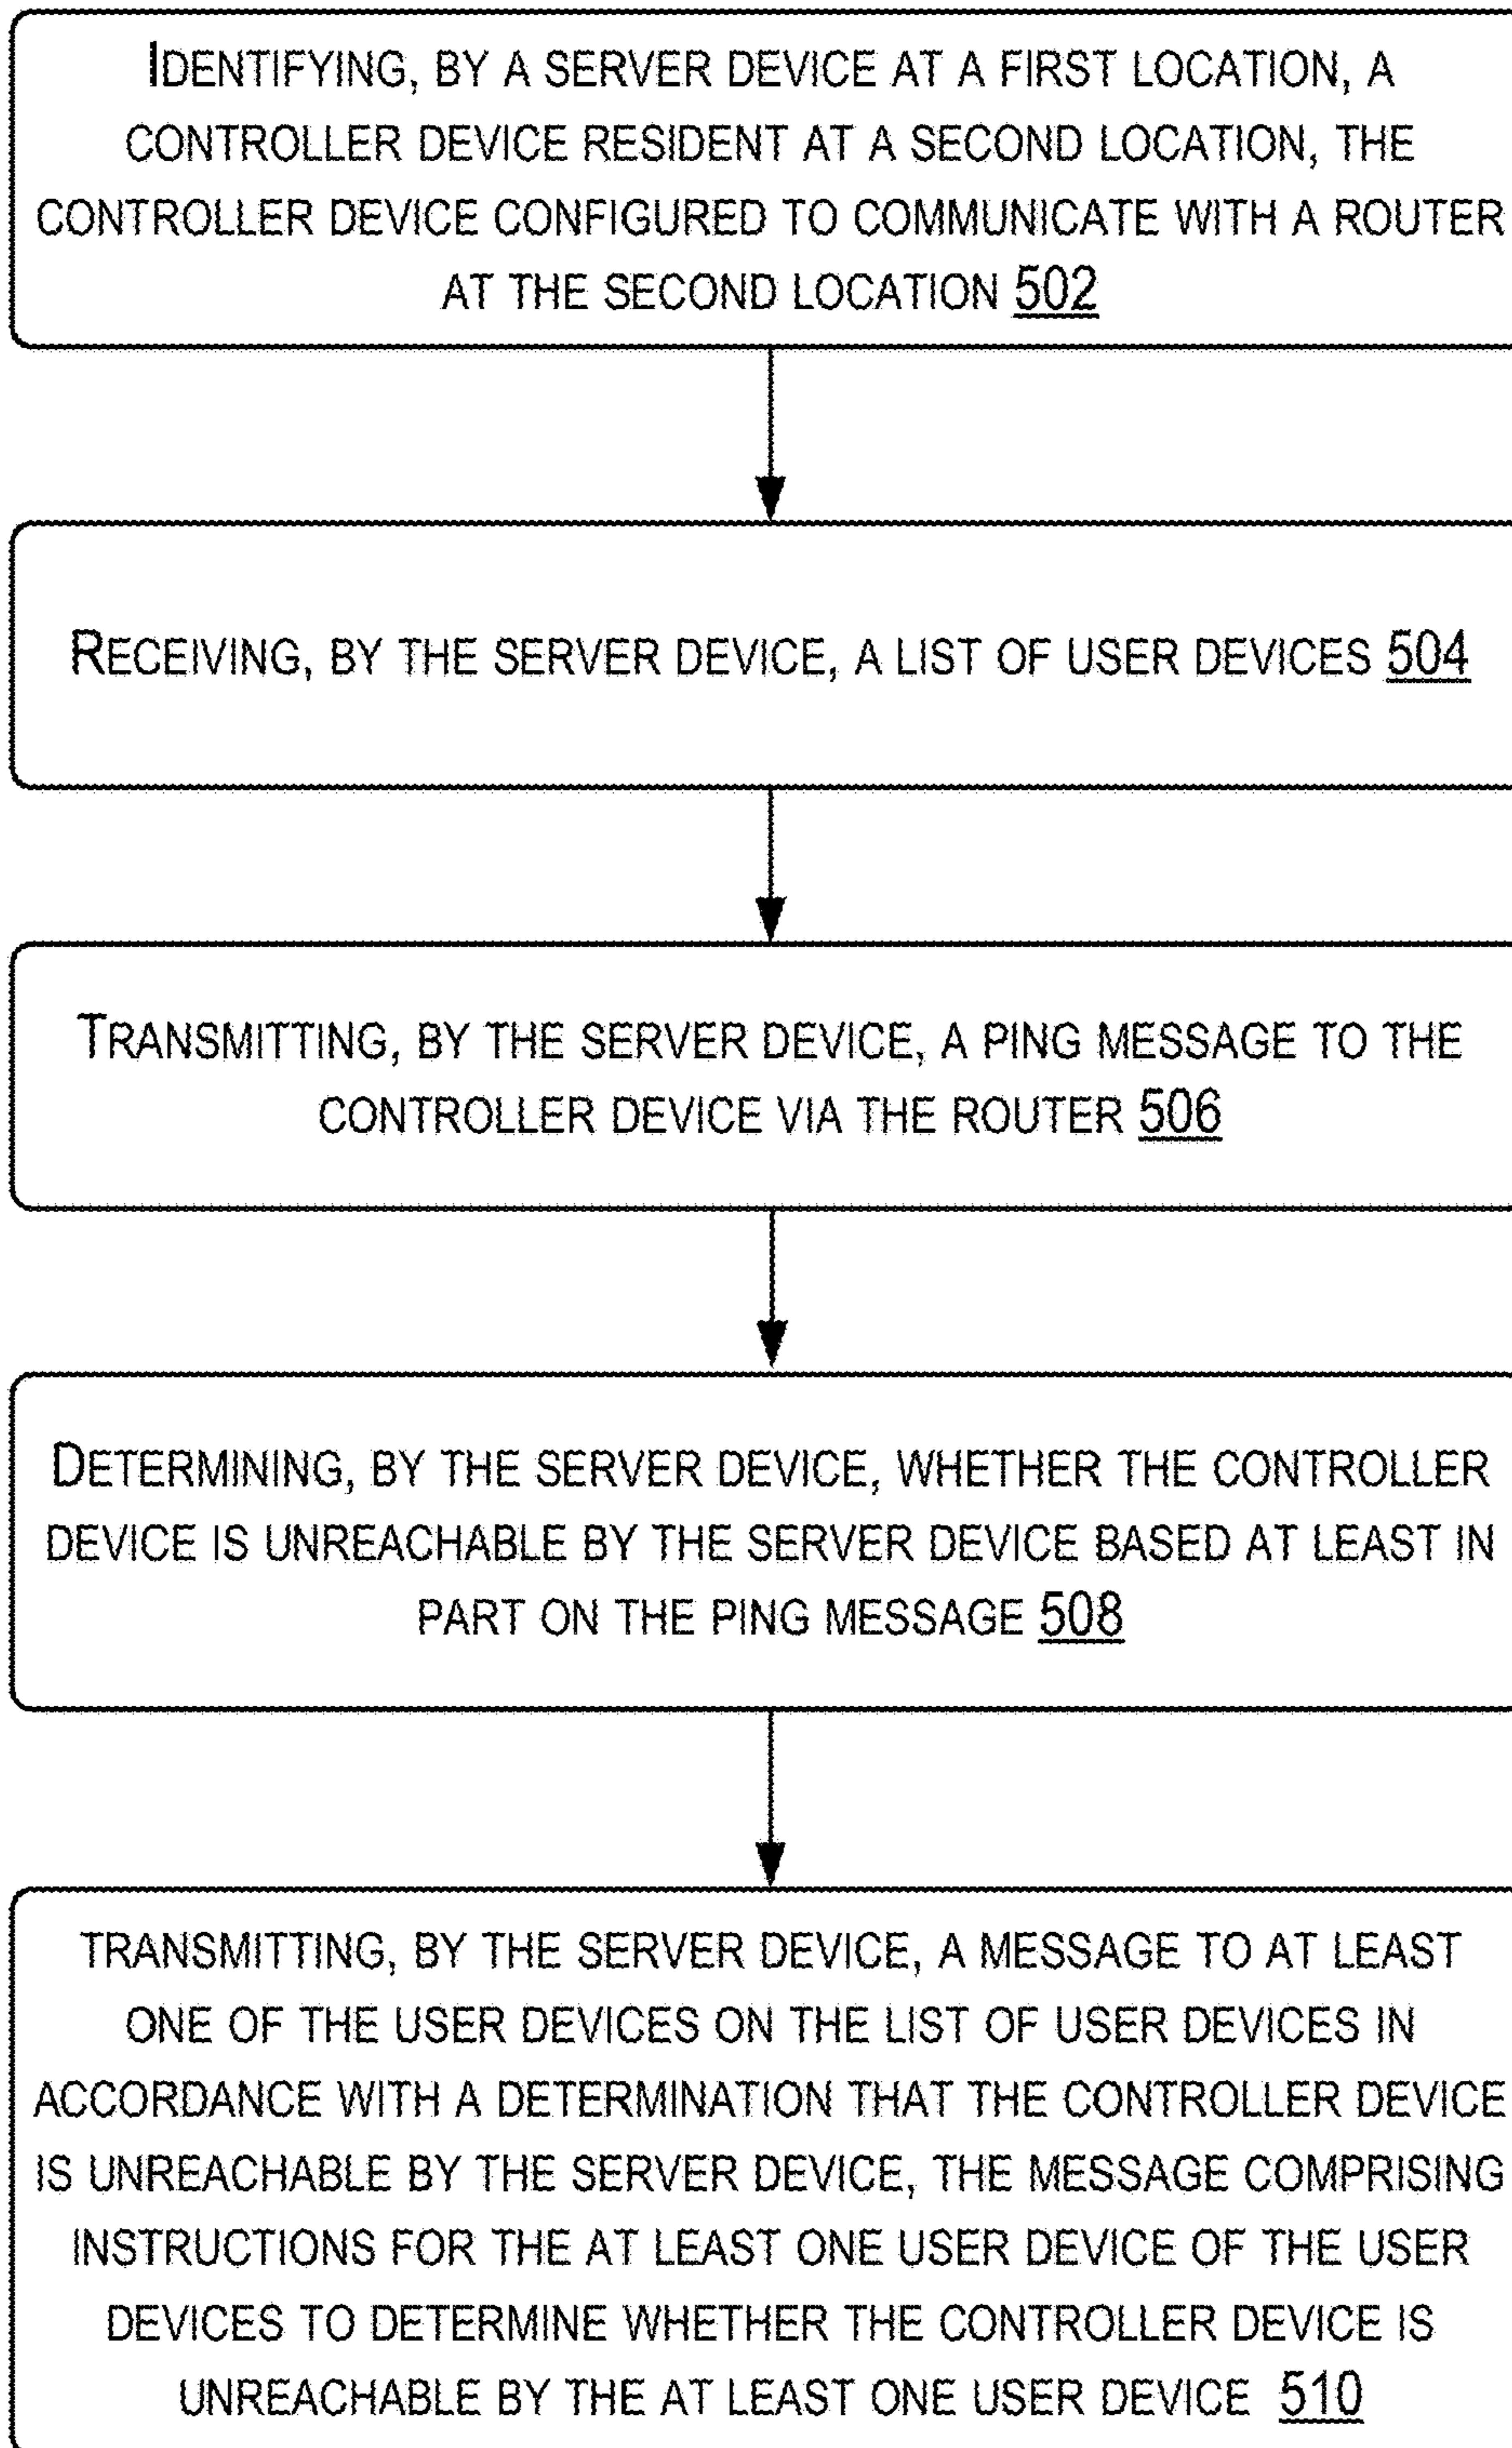 IDENTIFYING, BY A SERVER DEVICE AT A FIRST LOCATION, A
CONTROLLER DEVICE RESIDENT AT A SECOND LOCATION, THE
CONTROLLER DEVICE CONFIGURED TO COMMUNICATE WITH A ROUTER
AT THE SECOND LOCATION 502
RECEIVING, BY THE SERVER DEVICE, A LIST OF USER DEVICES 504
TRANSMITTING, BY THE SERVER DEVICE, A PING MESSAGE TO THE
CONTROLLER DEVICE VIA THE ROUTER 506
DETERMINING, BY THE SERVER DEVICE, WHETHER THE CONTROLLER
DEVICE IS UNREACHABLE BY THE SERVER DEVICE BASED AT LEAST IN
PART ON THE PING MESSAGE 508
TRANSMITTING, BY THE SERVER DEVICE, A MESSAGE TO AT LEAST
ONE OF THE USER DEVICES ON THE LIST OF USER DEVICES IN
ACCORDANCE WITH A DETERMINATION THAT THE CONTROLLER DEVICE
IS UNREACHABLE BY THE SERVER DEVICE, THE MESSAGE COMPRISING
INSTRUCTIONS FOR THE AT LEAST ONE USER DEVICE OF THE USER
DEVICES TO DETERMINE WHETHER THE CONTROLLER DEVICE IS
UNREACHABLE BY THE AT LEAST ONE USER DEVICE 510